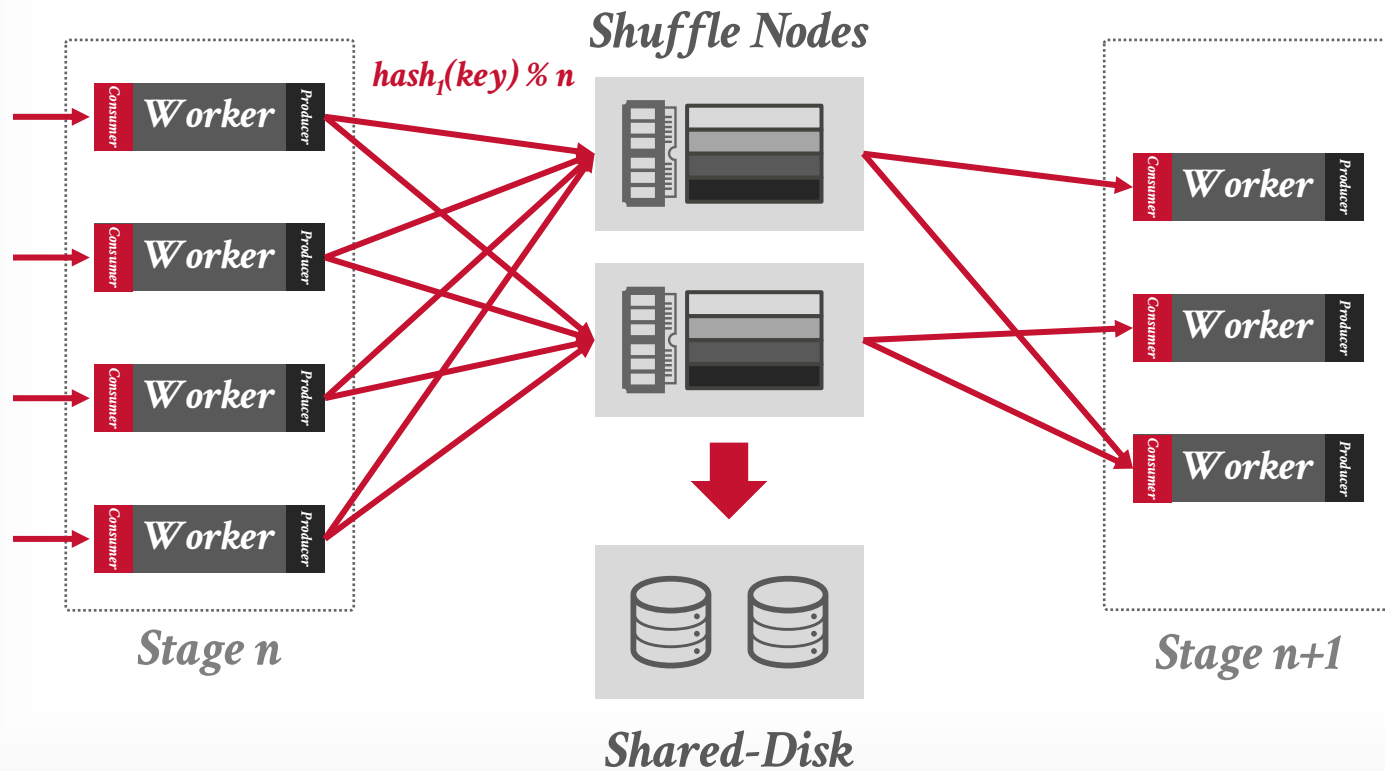 Shuffle Nodes
hash₁(key) % n
Consumer Worker Producer
Consumer Worker Producer
Consumer Worker Producer
Consumer Worker Producer
Stage n
Consumer Worker Producer
Consumer Worker Producer
Consumer Worker Producer
Stage n+1
Shared-Disk